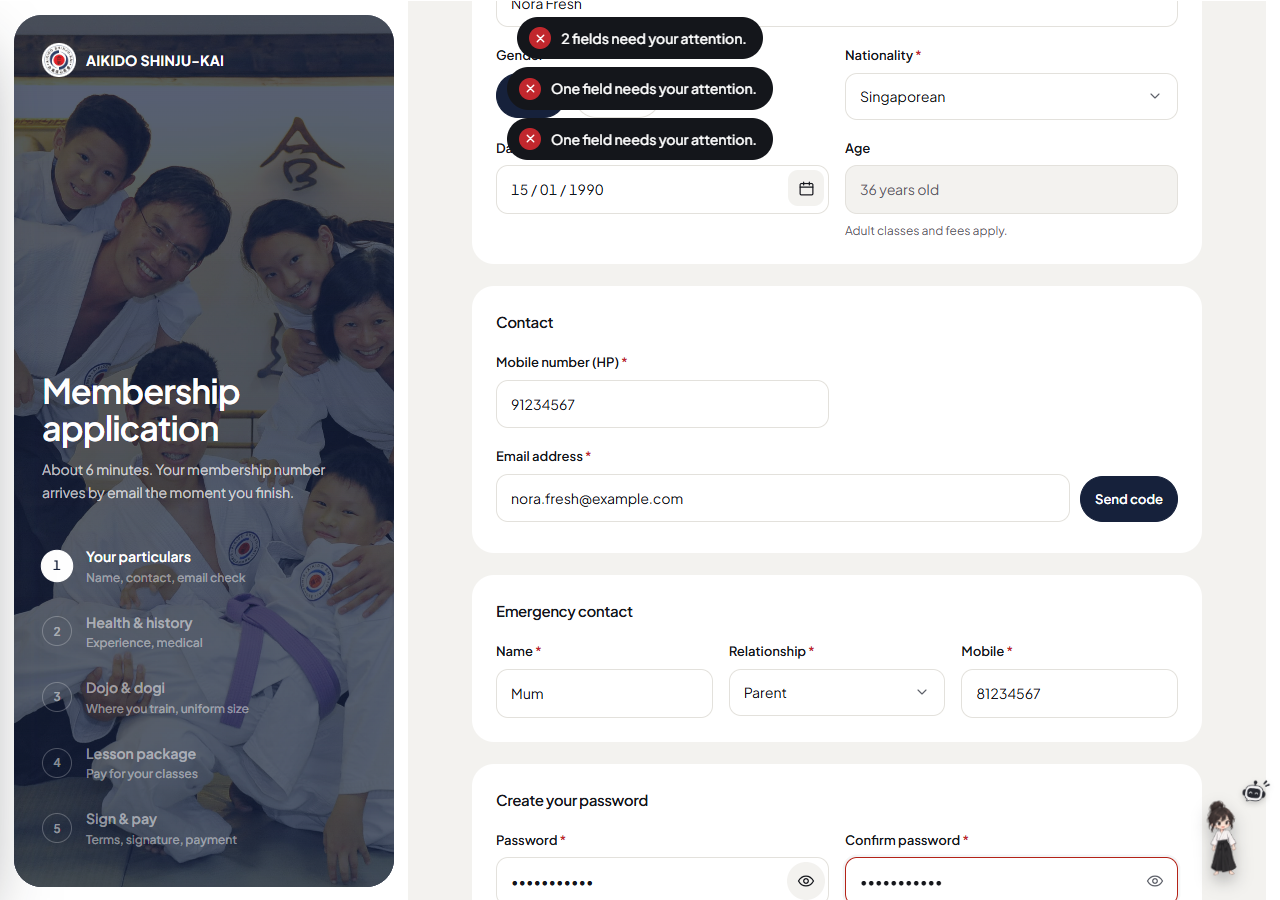 AIKIDO SHINJU-KAI
合
Membership
application
About 6 minutes. Your membership number
arrives by email the moment you finish.
1
Your particulars
Name, contact, email check
2
Health & history
Experience, medical
3
Dojo & dogi
Where you train, uniform size
4
Lesson package
Pay for your classes
5
Sign & pay
Terms, signature, payment
Nora Fresh
2 fields need your attention.
One field needs your attention.
One field needs your attention.
Nationality *
Singaporean
15 / 01 / 1990
Age
36 years old
Adult classes and fees apply.
Contact
Mobile number (HP) *
91234567
Email address *
nora.fresh@example.com
Send code
Emergency contact
Name *
Relationship *
Mobile *
Mum
Parent
81234567
Create your password
Password *
Confirm password *
•••••••••••
•••••••••••